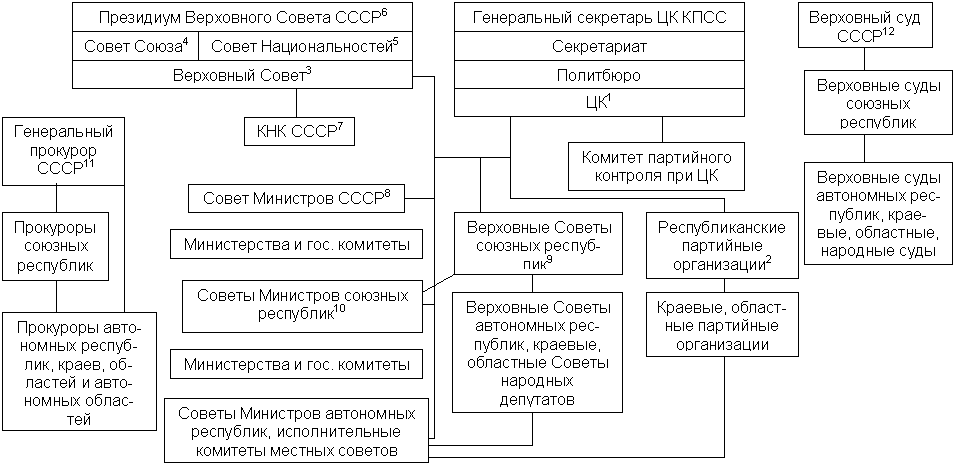 Президиум Верховного Совета СССР⁶
Совет Союза⁴
Совет Национальностей⁵
Верховный Совет³
КНК СССР⁷
Генеральный секретарь ЦК КПСС
Секретариат
Политбюро
ЦК¹
Комитет партийного
контроля при ЦК
Верховный суд
СССР¹²
Верховные суды
союзных
республик
Верховные суды
автономных рес-
публик, крае-
вые, областные,
народные суды
Генеральный
прокурор
СССР¹¹
Прокуроры
союзных
республик
Прокуроры авто-
номных респуб-
лик, краев, об-
ластей и авто-
номных облас-
тей
Совет Министров СССР⁸
Министерства и гос. комитеты
Советы Министров союзных
республик¹⁰
Министерства и гос. комитеты
Советы Министров автономных
республик, исполнительные
комитеты местных советов
Верховные Советы
союзных респуб-
пик⁹
Верховные Советы
автономных рес-
публик, краевые,
областные Советы
народных
депутатов
Республиканские
партийные
организации²
Краевые, област-
ные партийные
организации